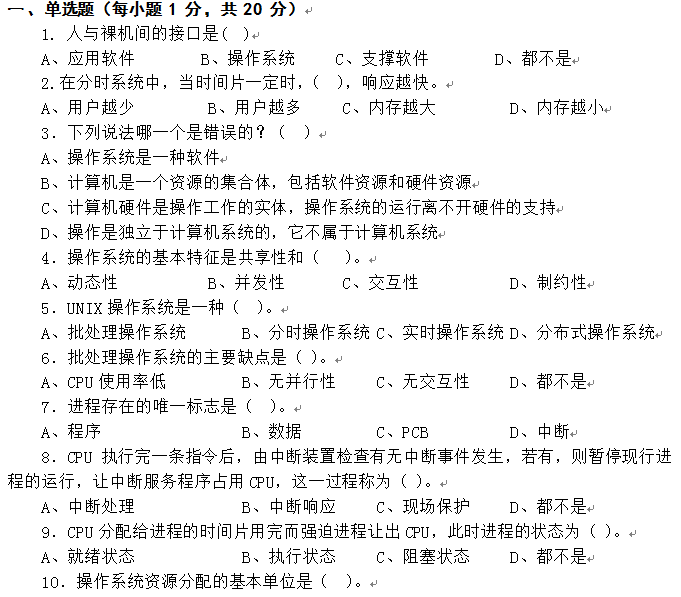 一、单选题（每小题 1 分，共 20 分）
1. 人与裸机间的接口是( )
A、应用软件 B、操作系统 C、支撑软件 D、都不是
2.在分时系统中，当时间片一定时，（ ），响应越快。
A、用户越少 B、用户越多 C、内存越大 D、内存越小
3．下列说法哪一个是错误的？（ ）
A、操作系统是一种软件
B、计算机是一个资源的集合体，包括软件资源和硬件资源
C、计算机硬件是操作工作的实体，操作系统的运行离不开硬件的支持
D、操作是独立于计算机系统的，它不属于计算机系统
4．操作系统的基本特征是共享性和（ ）。
A、动态性 B、并发性 C、交互性 D、制约性
5．UNIX 操作系统是一种（ ）。
A、批处理操作系统 B、分时操作系统 C、实时操作系统 D、分布式操作系统
6．批处理操作系统的主要缺点是（ ）。
A、CPU 使用率低 B、无并行性 C、无交互性 D、都不是
7．进程存在的唯一标志是（ ）。
A、程序 B、数据 C、PCB D、中断
8．CPU 执行完一条指令后，由中断装置检查有无中断事件发生，若有，则暂停现行进
程的运行，让中断服务程序占用 CPU，这一过程称为（ ）。
A、中断处理 B、中断响应 C、现场保护 D、都不是
9．CPU 分配给进程的时间片用完而强迫进程让出 CPU，此时进程的状态为（ ）。
A、就绪状态 B、执行状态 C、阻塞状态 D、都不是
10．操作系统资源分配的基本单位是（ ）。